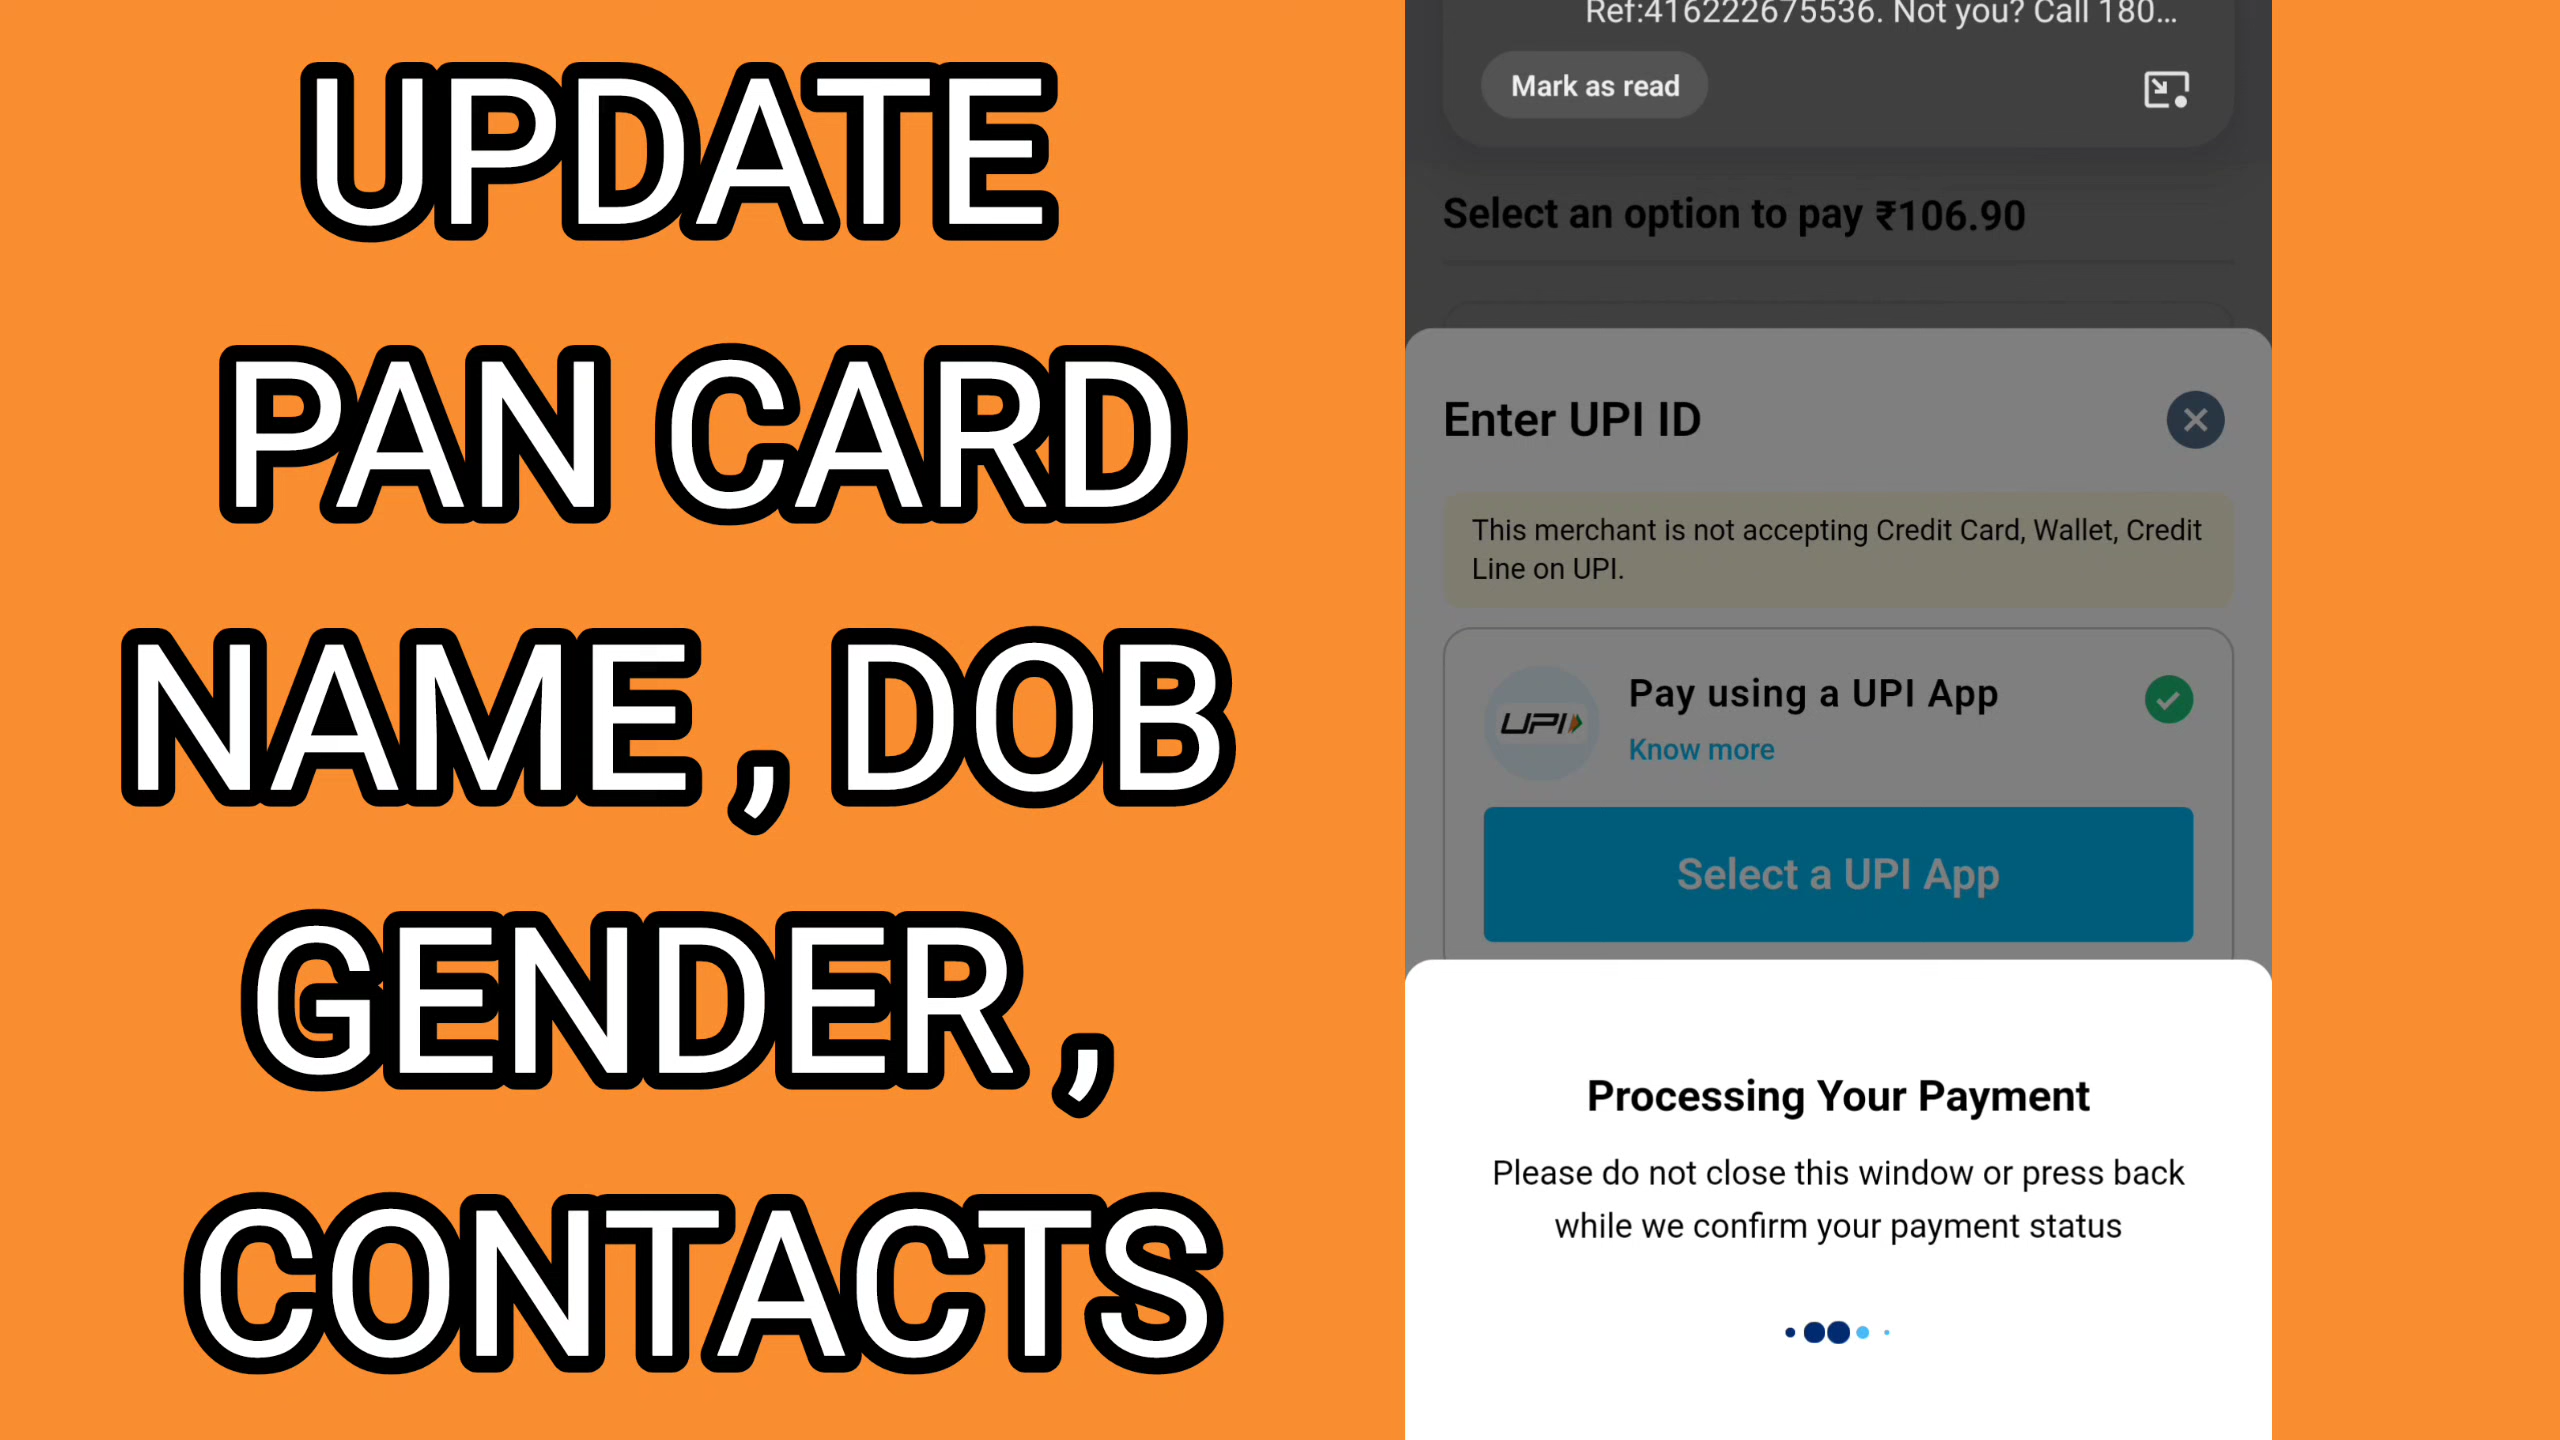 UPDATE
PAN CARD
NAME , DOB
GENDER ,
CONTACTS
Ref:416222675536. Not you? Call 180...
Mark as read
Select an option to pay ₹106.90
Enter UPI ID
This merchant is not accepting Credit Card, Wallet, Credit
Line on UPI.
UPI
Pay using a UPI App
Know more
Select a UPI App
Processing Your Payment
Please do not close this window or press back
while we confirm your payment status